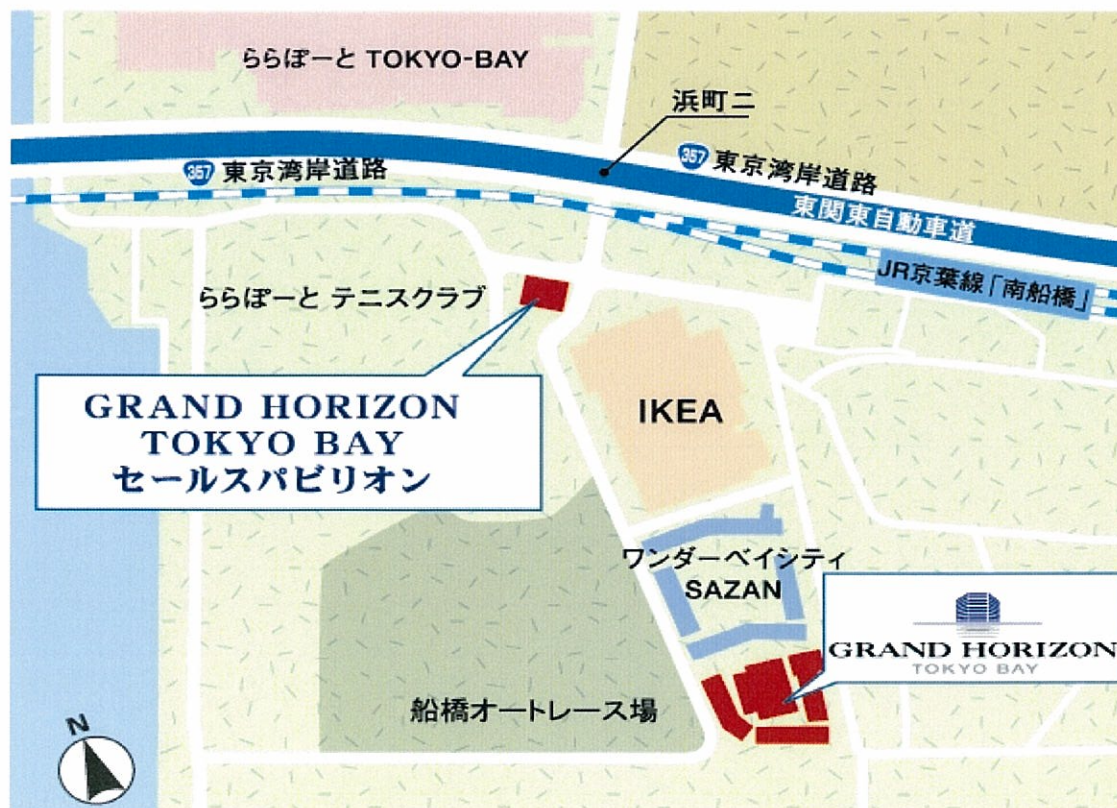 ららぽーと TOKYO-BAY
浜町二
357 東京湾岸道路
357 東京湾岸道路
東関東自動車道
JR京葉線「南船橋」
ららぽーと テニスクラブ
GRAND HORIZON
TOKYO BAY
セールスパビリオン
IKEA
ワンダーベイシティ
SAZAN
GRAND HORIZON
TOKYO BAY
船橋オートレース場
N